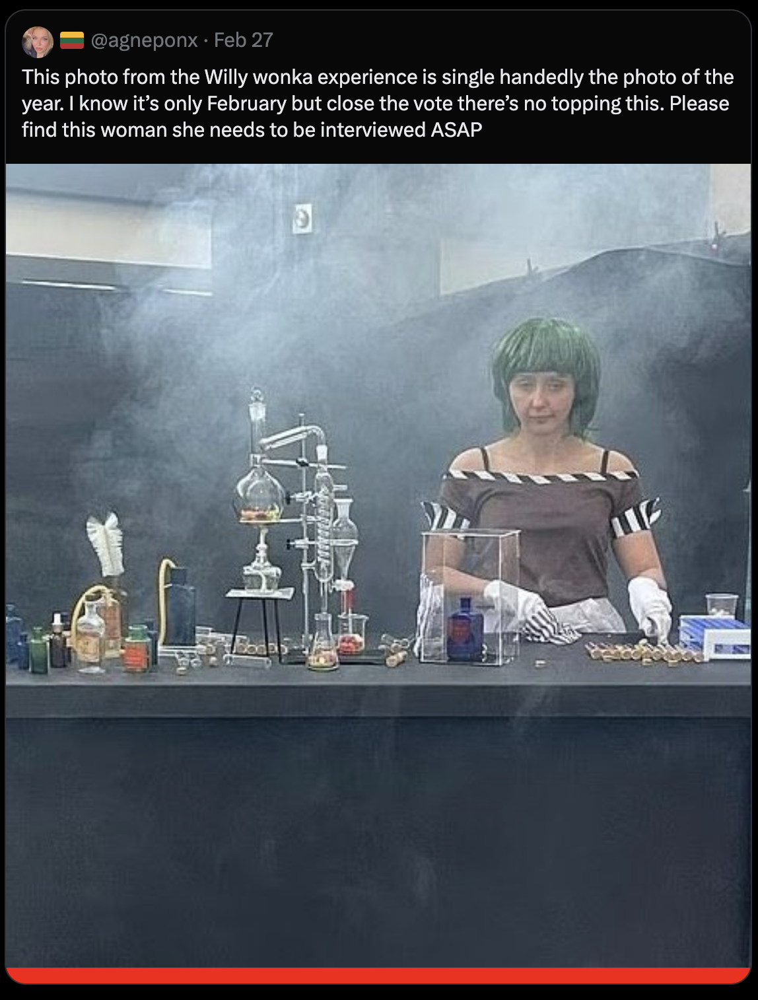 @agneponx · Feb 27
This photo from the Willy wonka experience is single handedly the photo of the
year. I know it’s only February but close the vote there’s no topping this. Please
find this woman she needs to be interviewed ASAP